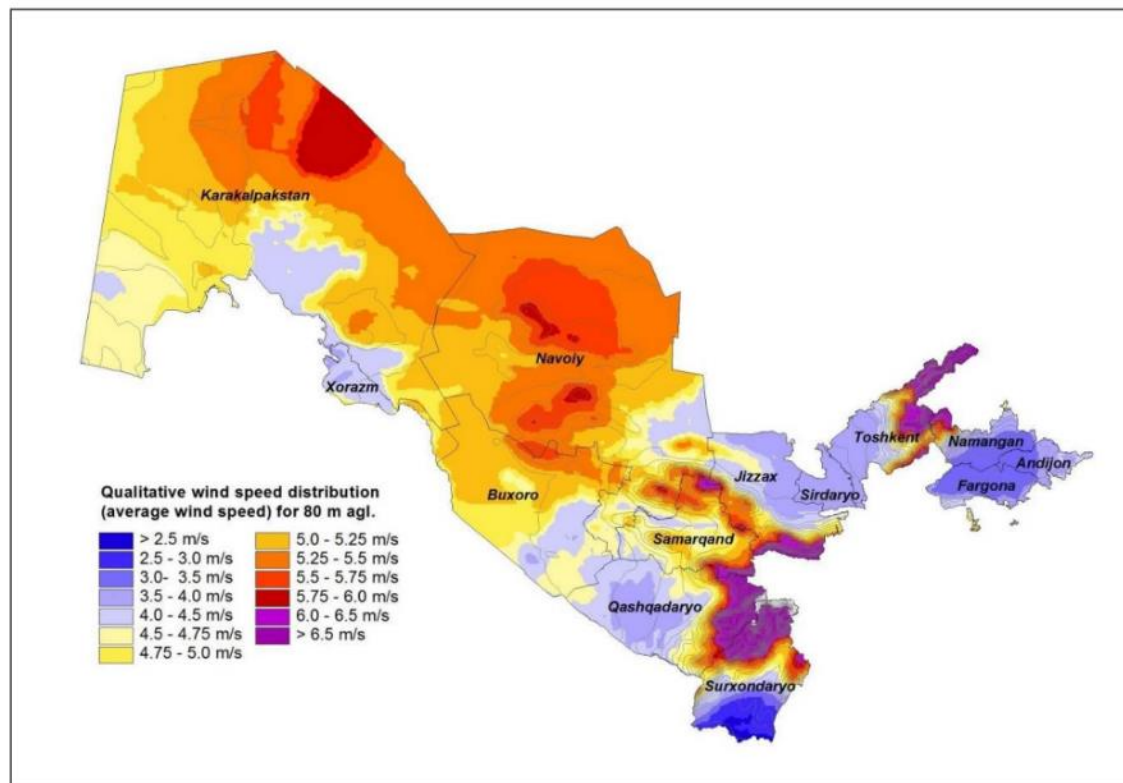 Karakalpakstan
Navoiy
Xorazm
Toshkent
Namangan
Andijon
Fargona
Jizzax
Sirdaryo
Buxoro
Samarqand
Qashqadaryo
Surxondaryo
Qualitative wind speed distribution
(average wind speed) for 80 m agl.
> 2.5 m/s
2.5 - 3.0 m/s
3.0- 3.5 m/s
3.5 - 4.0 m/s
4.0 - 4.5 m/s
4.5 - 4.75 m/s
4.75 - 5.0 m/s
5.0 - 5.25 m/s
5.25 - 5.5 m/s
5.5 - 5.75 m/s
5.75 - 6.0 m/s
6.0 - 6.5 m/s
> 6.5 m/s